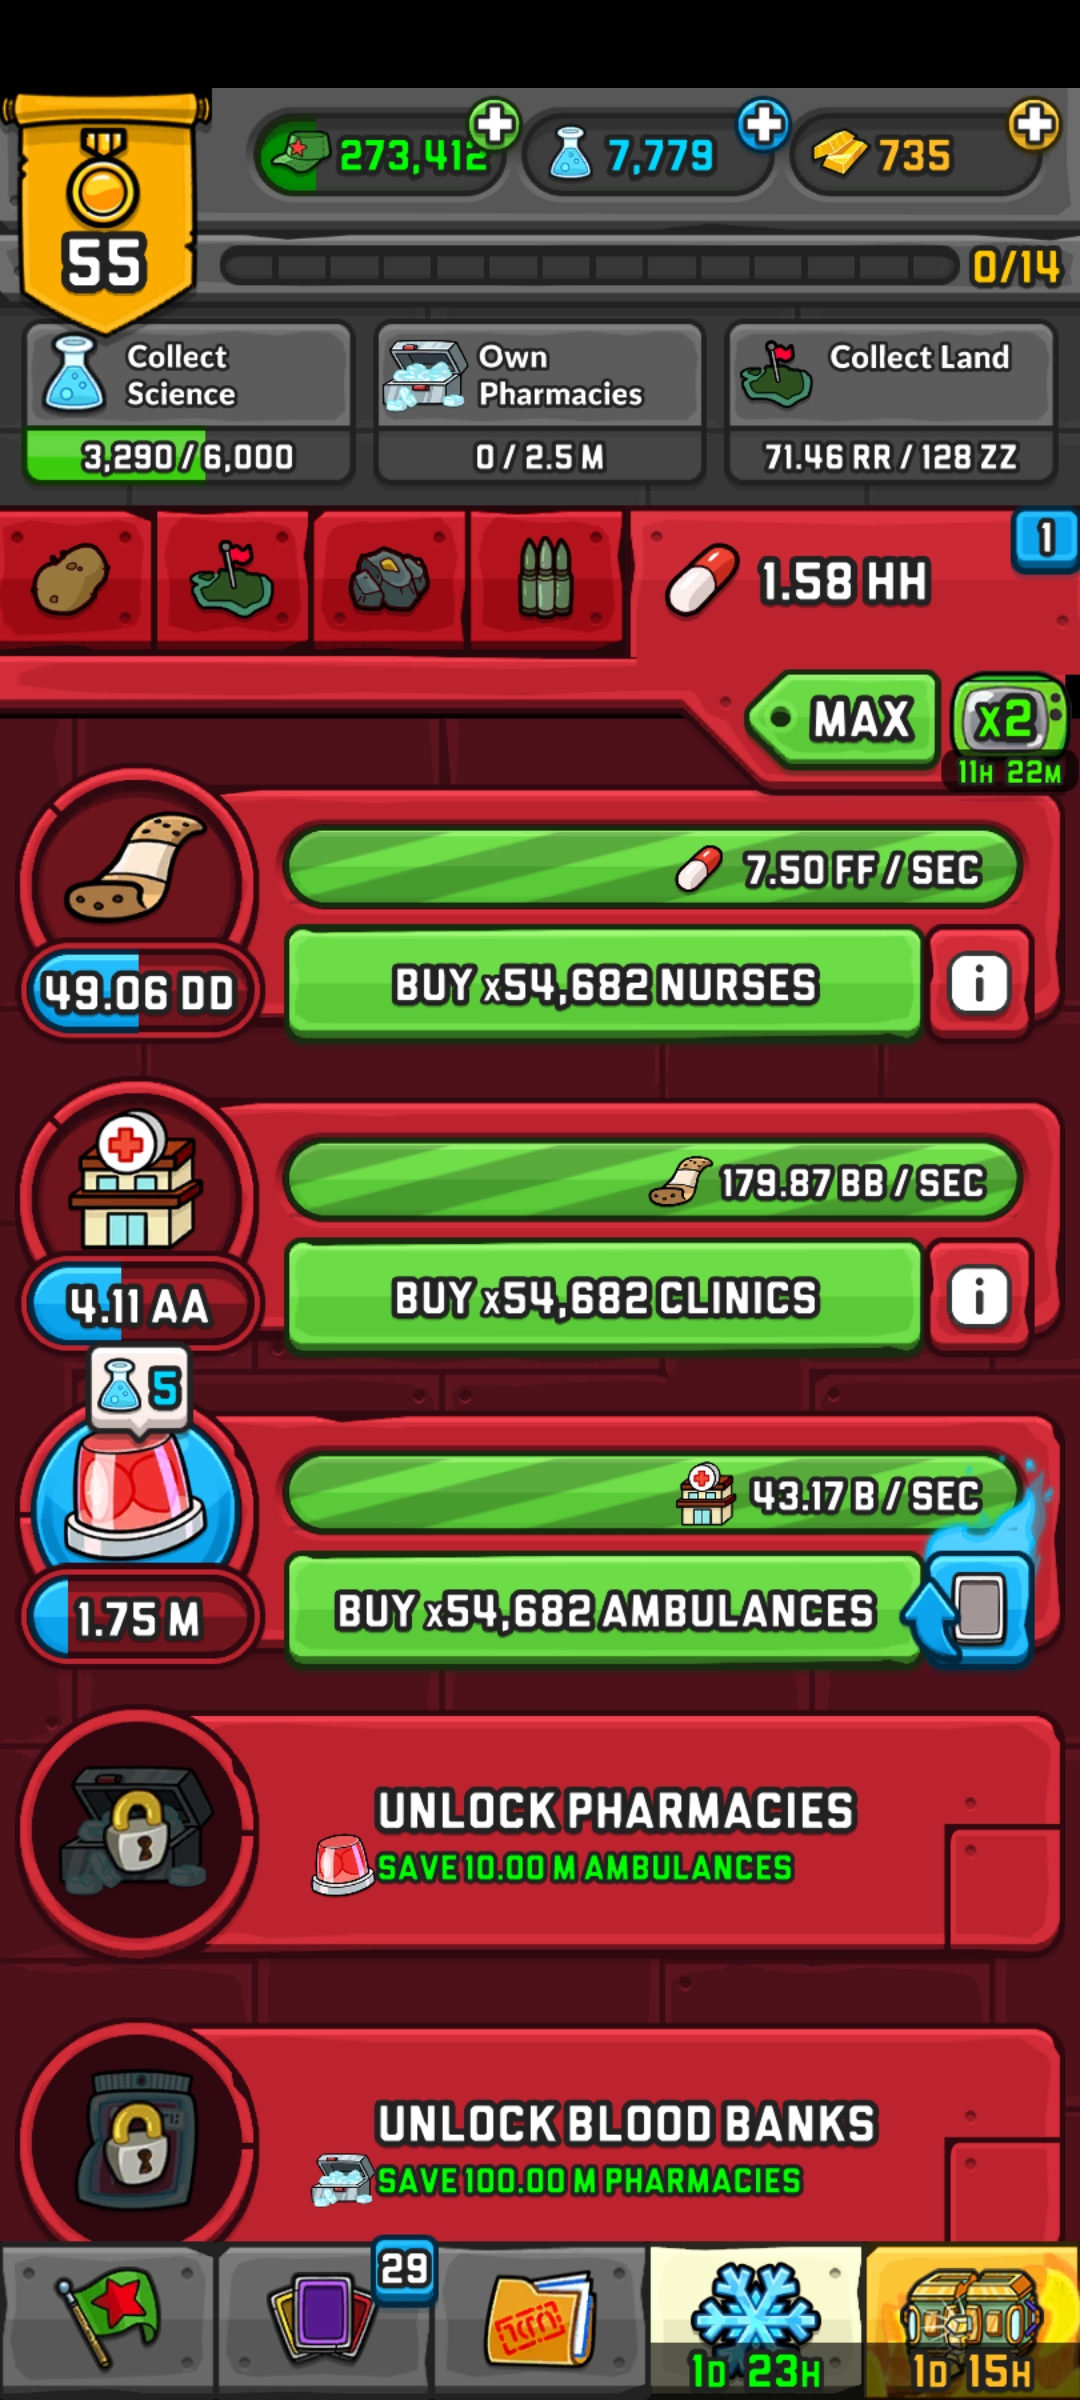 55
273,412
7,779
735
0/14
Collect Science
3,290/6,000
Own Pharmacies
0/2.5 M
Collect Land
71.46 RR/128 ZZ
1.58 HH
1
MAX
x2
11H 22M
7.50 FF/SEC
49.06 DD
BUY x54,682 NURSES
i
179.87 BB/SEC
4.11 AA
BUY x54,682 CLINICS
i
5
43.17 B/SEC
1.75 M
BUY x54,682 AMBULANCES
UNLOCK PHARMACIES
SAVE 10.00 M AMBULANCES
UNLOCK BLOOD BANKS
SAVE 100.00 M PHARMACIES
29
1D 23H
1D 15H